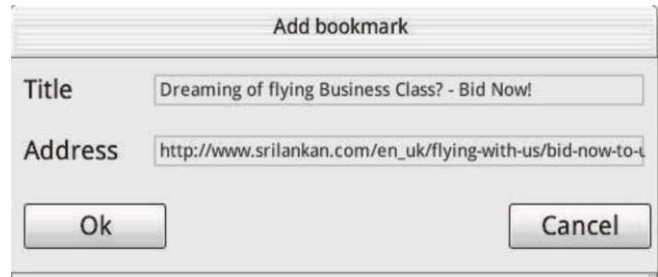 Add bookmark
Title Dreaming of flying Business Class? - Bid Now!
Address http://www.srilankan.com/en_uk/flying-with-us/bid-now-to-u
Ok Cancel